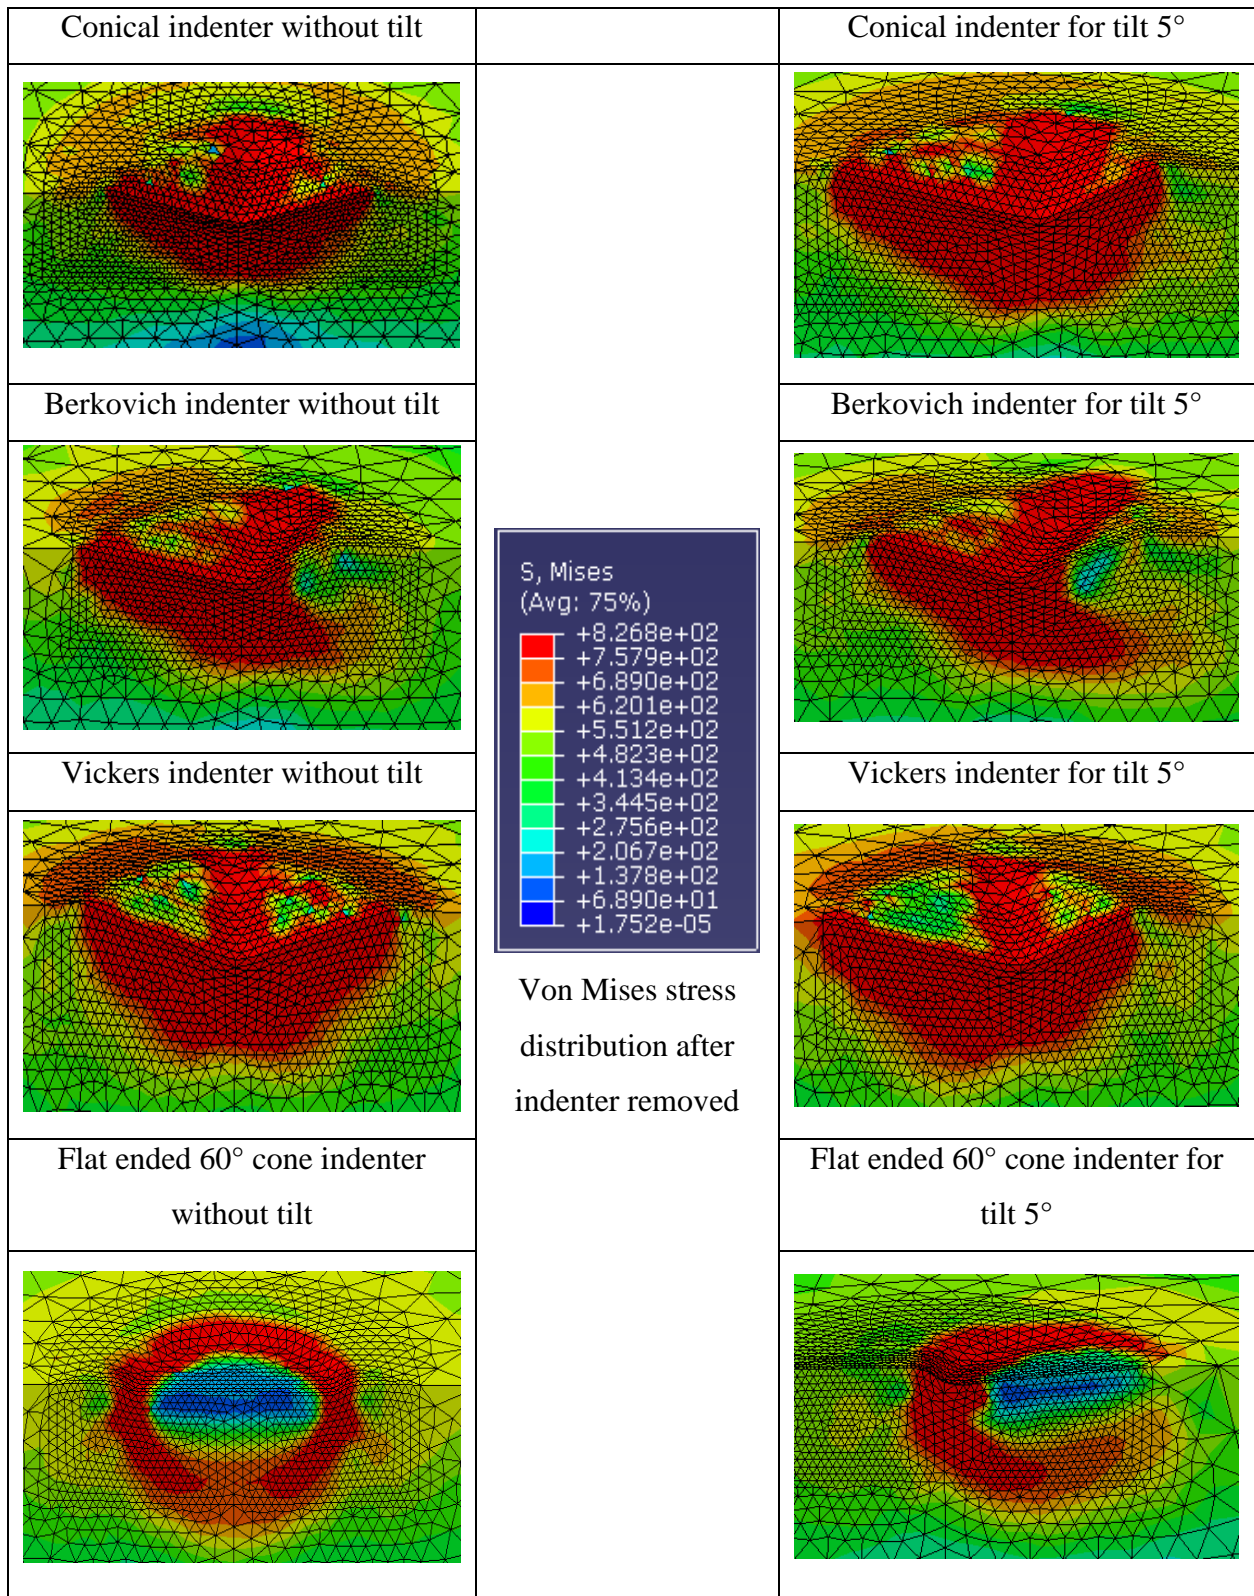 Conical indenter without tilt
Conical indenter for tilt 5°
Berkovich indenter without tilt
Berkovich indenter for tilt 5°
S, Mises
(Avg: 75%)
+8.268e+02
+7.579e+02
+6.890e+02
+6.201e+02
+5.512e+02
+4.823e+02
+4.134e+02
+3.445e+02
+2.756e+02
+2.067e+02
+1.378e+02
+6.890e+01
+1.752e-05
Von Mises stress
distribution after
indenter removed
Vickers indenter without tilt
Vickers indenter for tilt 5°
Flat ended 60° cone indenter
without tilt
Flat ended 60° cone indenter for
tilt 5°